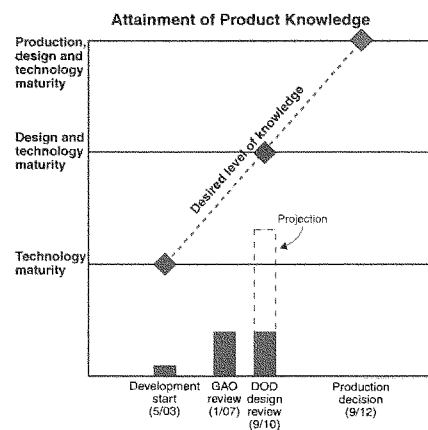 Attainment of Product Knowledge
Production,
design and
technology
maturity
Design and
technology
maturity
Desired level of knowledge
Projection
Technology
maturity
Development
start
(5/03)
GAO
review
(1/07)
DOD
design
review
(9/10)
Production
decision
(9/12)